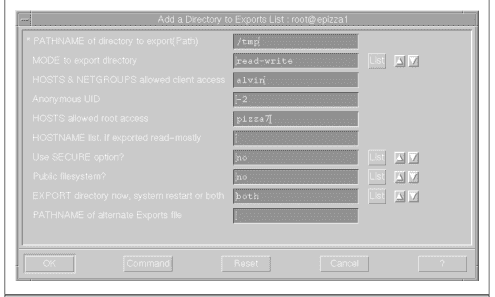 Add a Directory to Exports List : root@epizza1
* PATHNAME of directory to export(Path) /tmp
MODE to export directory read-write List
HOSTS & NETGROUPS allowed client access alvin
Anonymous UID -2
HOSTS allowed root access pizza7
HOSTNAME list. If exported read-mostly
Use SECURE option? no List
Public filesystem? no List
EXPORT directory now, system restart or both both List
PATHNAME of alternate Exports file
OK Command Reset Cancel ?